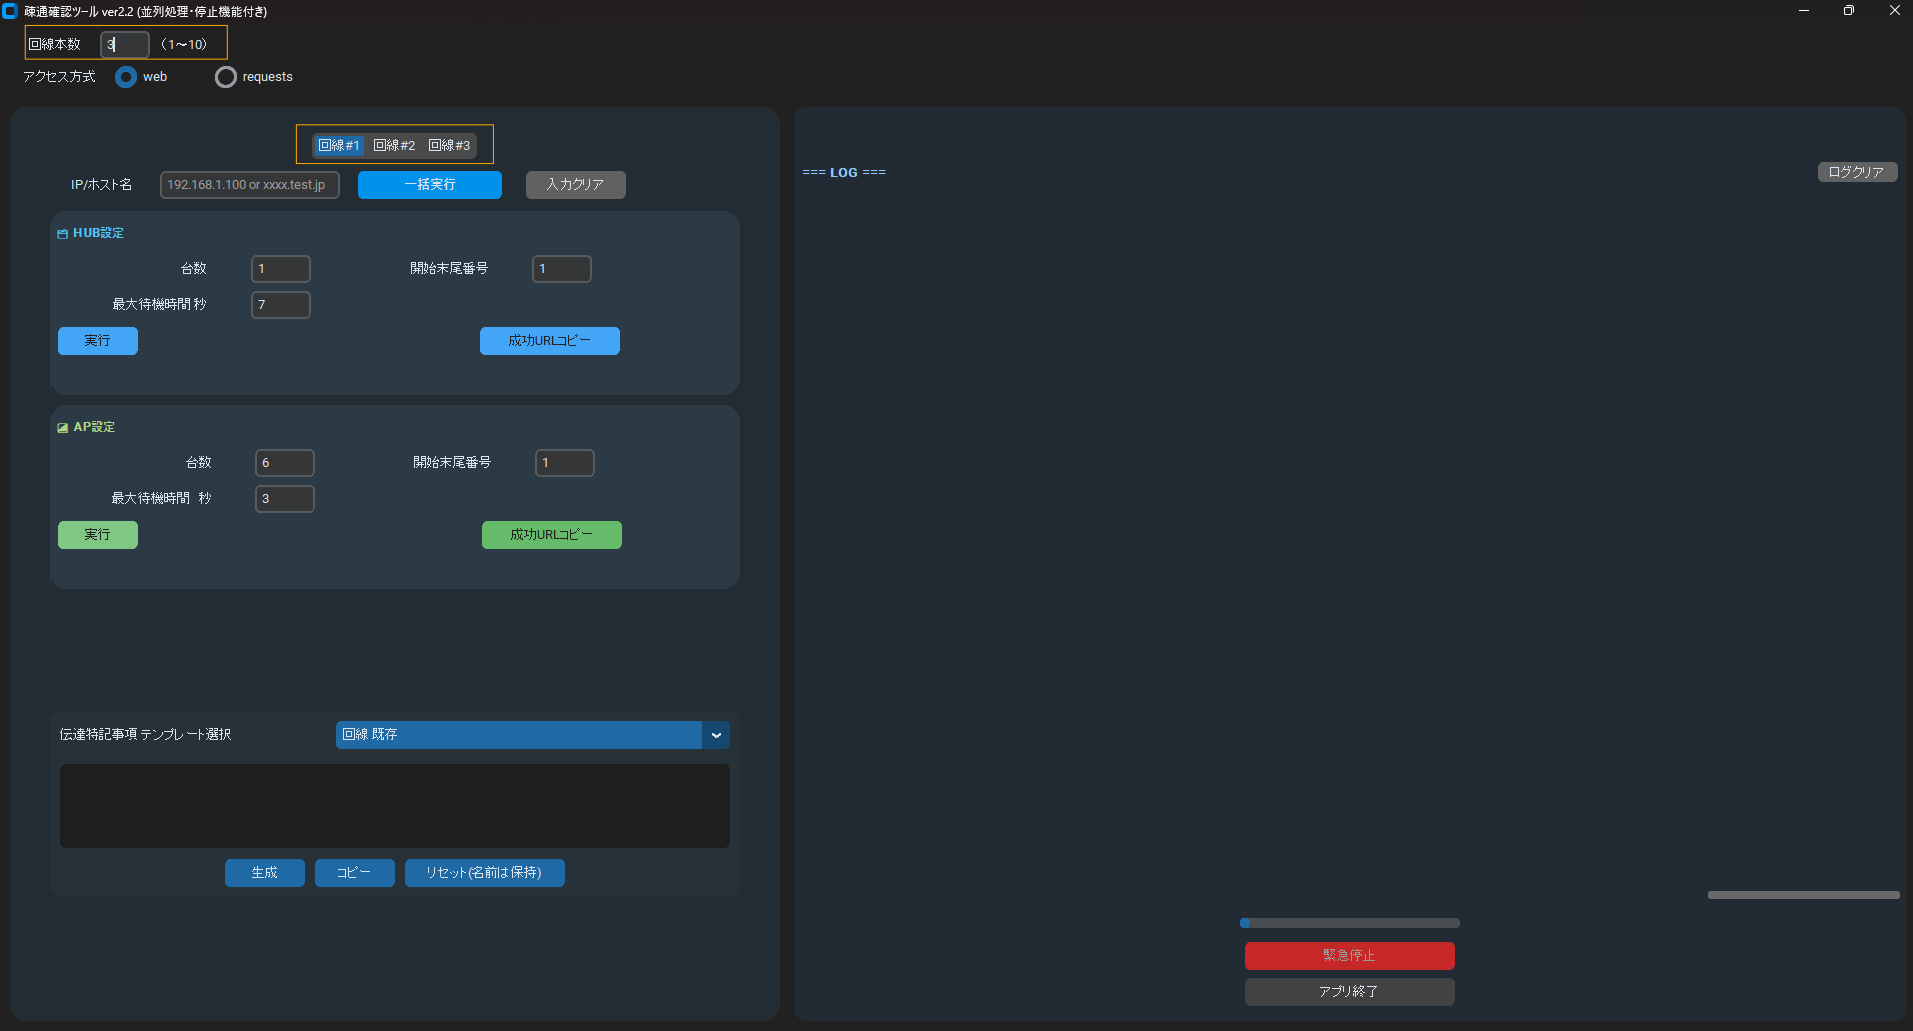 疎通確認ツール ver2.2 (並列処理・停止機能付き)
回線本数 3 (1～10)
アクセス方式 web requests
回線#1 回線#2 回線#3
IP/ホスト名 192.168.1.100 or xxxx.test.jp 一括実行 入力クリア
HUB設定
台数 1 開始末尾番号 1
最大待機時間 秒 7
実行 成功URLコピー
AP設定
台数 6 開始末尾番号 1
最大待機時間 秒 3
実行 成功URLコピー
伝達特記事項 テンプレート選択 回線 既存
生成 コピー リセット(名前は保持)
=== LOG === ログクリア
緊急停止
アプリ終了